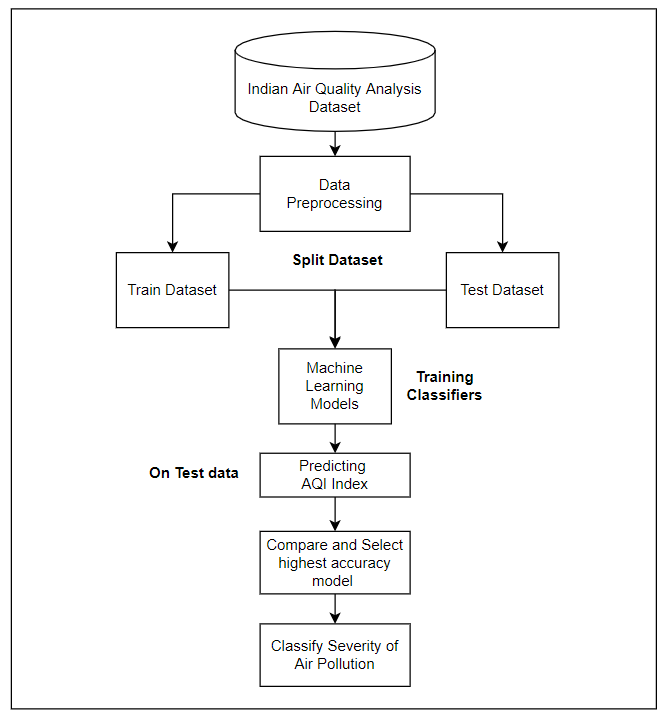 Indian Air Quality Analysis
Dataset
Data
Preprocessing
Split Dataset
Train Dataset
Test Dataset
Machine
Learning
Models
Training
Classifiers
On Test data
Predicting
AQI Index
Compare and Select
highest accuracy
model
Classify Severity of
Air Pollution